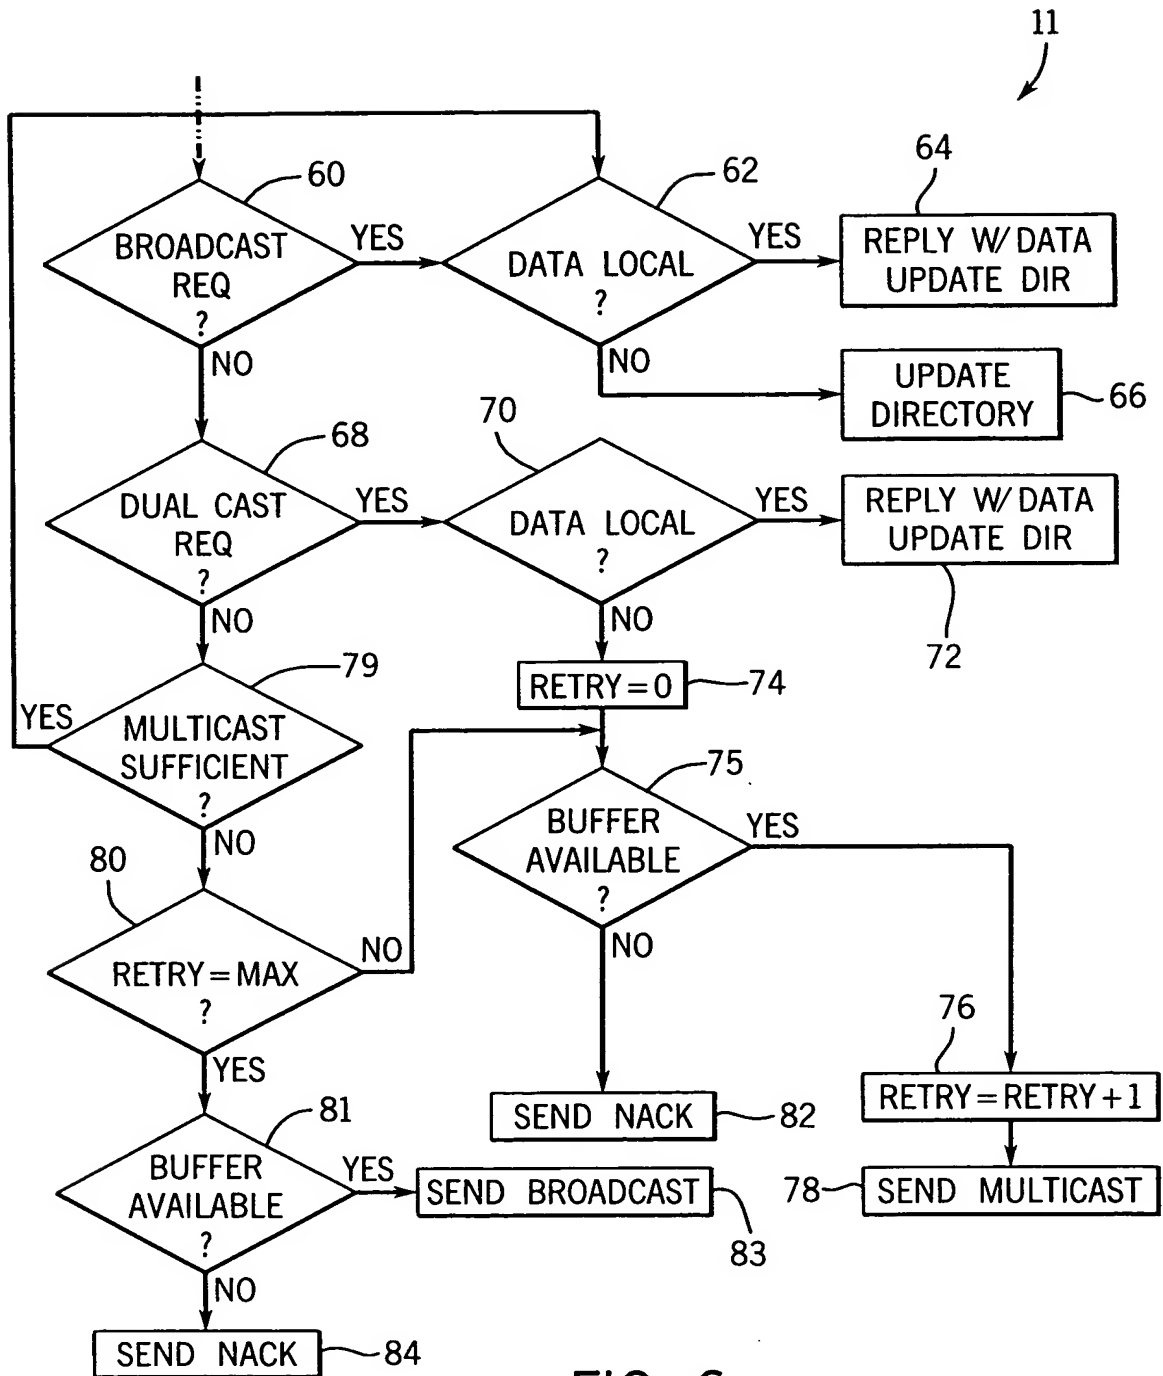 11
60
BROADCAST
REQ
?
YES
NO
62
DATA LOCAL
?
YES
NO
64
REPLY W/DATA
UPDATE DIR
UPDATE
DIRECTORY
66
68
DUAL CAST
REQ
?
YES
NO
70
DATA LOCAL
?
YES
NO
REPLY W/DATA
UPDATE DIR
72
79
MULTICAST
SUFFICIENT
?
YES
NO
RETRY=0
74
75
BUFFER
AVAILABLE
?
YES
NO
80
RETRY=MAX
?
NO
YES
76
RETRY=RETRY+1
78
SEND MULTICAST
SEND NACK
82
81
BUFFER
AVAILABLE
?
YES
NO
SEND BROADCAST
83
SEND NACK
84